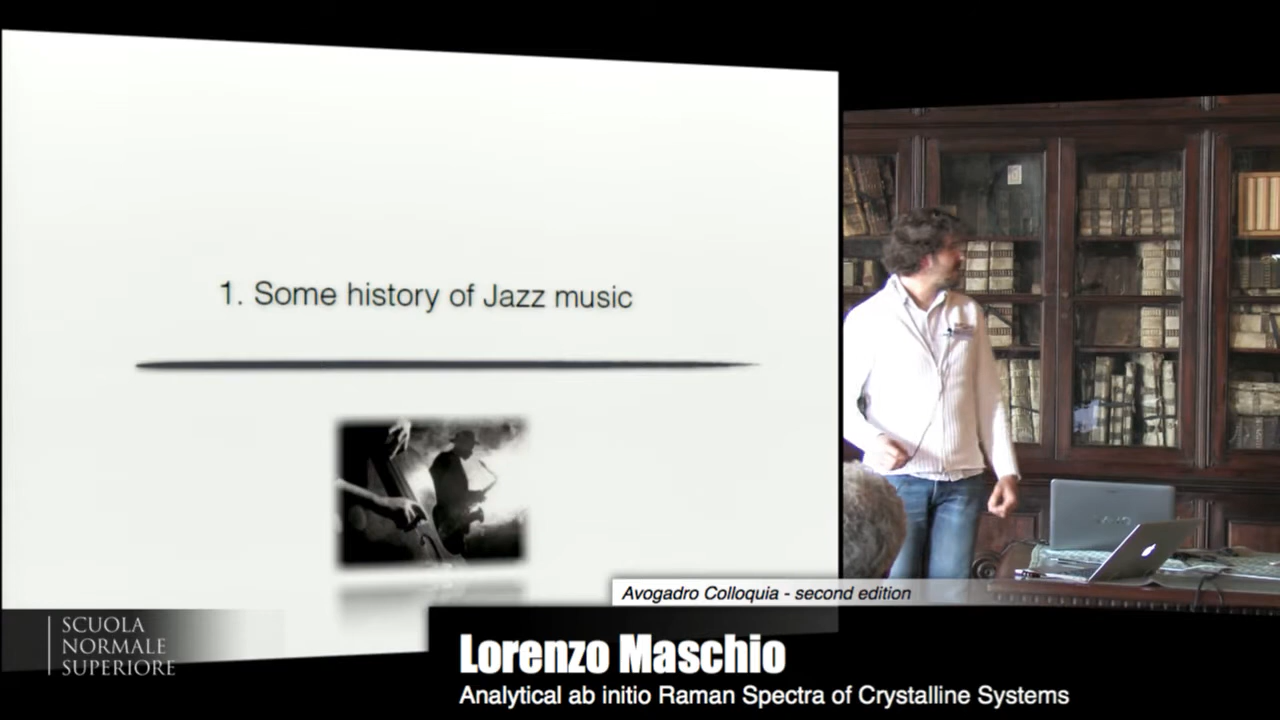 1. Some history of Jazz music
Avogadro Colloquia - second edition
SCUOLA
NORMALE
SUPERIORE
Lorenzo Maschio
Analytical ab initio Raman Spectra of Crystalline Systems
VAIO